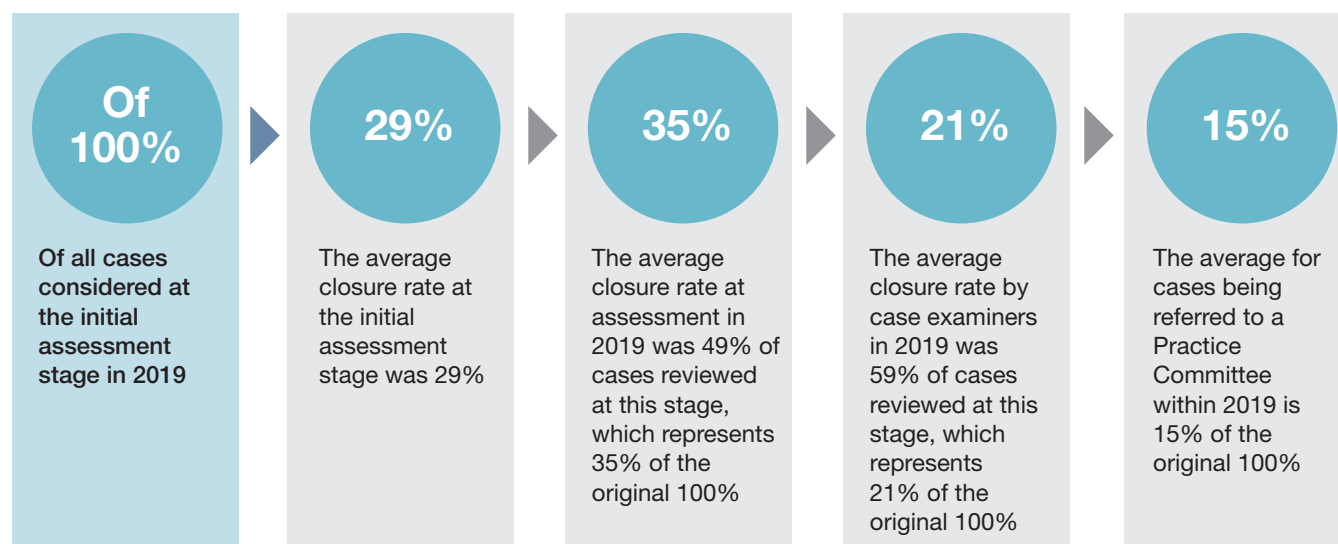 Of
100%
Of all cases
considered at
the initial
assessment
stage in 2019
29%
The average
closure rate at
the initial
assessment
stage was 29%
35%
The average
closure rate at
assessment in
2019 was 49% of
cases reviewed
at this stage,
which represents
35% of the
original 100%
21%
The average
closure rate by
case examiners
in 2019 was
59% of cases
reviewed at this
stage, which
represents
21% of the
original 100%
15%
The average for
cases being
referred to a
Practice
Committee
within 2019 is
15% of the
original 100%